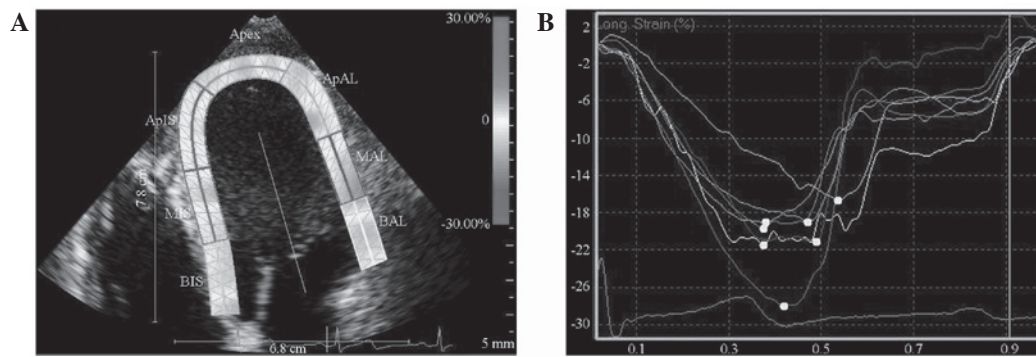 A
Apex
30.00%
ApAL
0
ApIS
MAL
7.8 cm
MIS
-30.00%
BAL
BIS
6.8 cm
5 mm
B
Long. Strain (%)
2
-2
-6
-10
-14
-18
-22
-26
-30
0.1
0.3
0.5
0.7
0.9